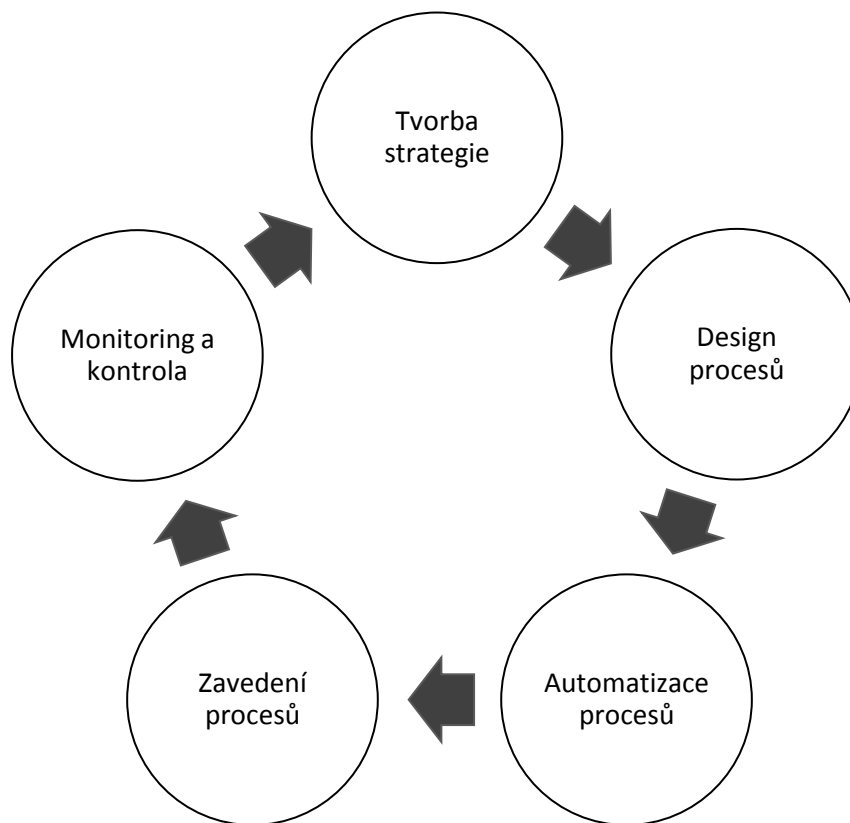 Tvorba
strategie
Design
procesů
Automatizace
procesů
Zavedení
procesů
Monitoring a
kontrola